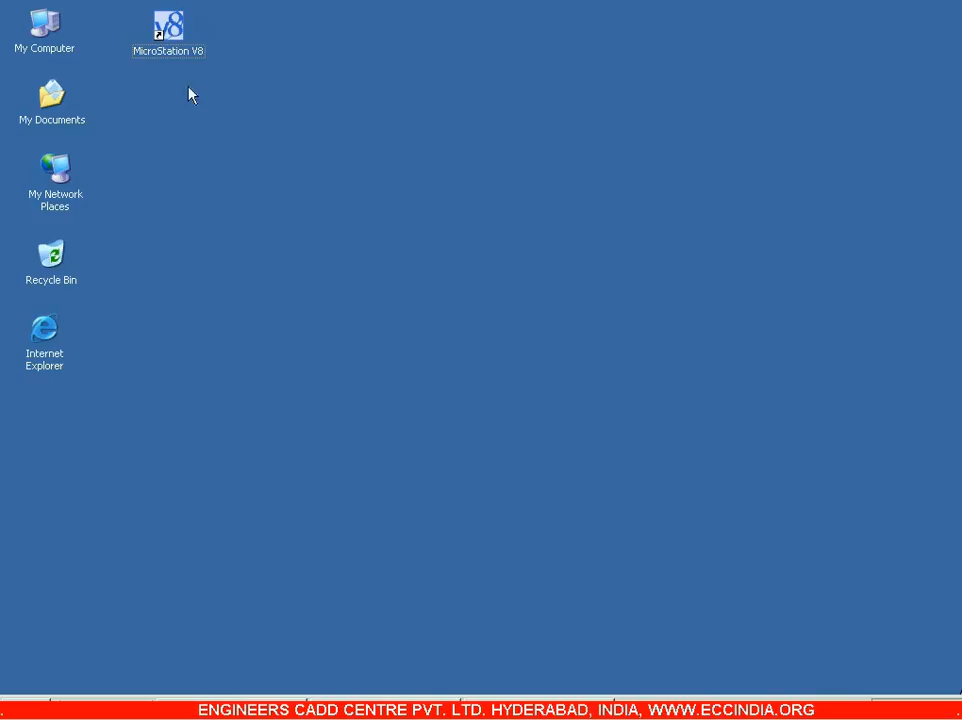 My Computer
V8
MicroStation V8
My Documents
My Network
Places
Recycle Bin
Internet
Explorer
. ENGINEERS CADD CENTRE PVT. LTD. HYDERABAD, INDIA, WWW.ECCINDIA.ORG .